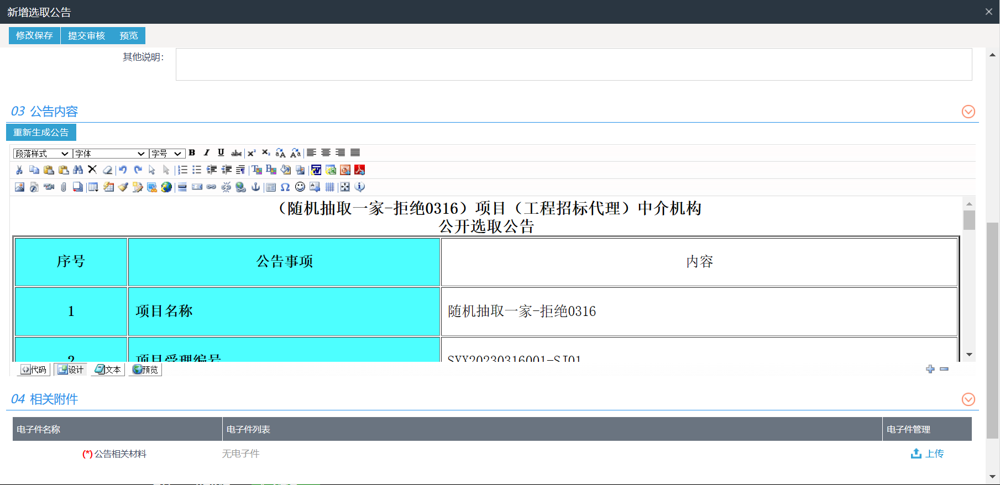 新增选取公告
修改保存 提交审核 预览
其他说明：
03 公告内容
重新生成公告
段落样式 字体 字号 B I U abc x² x₂ aA Aa
（随机抽取一家-拒绝0316）项目（工程招标代理）中介机构
公开选取公告
序号 公告事项 内容
1 项目名称 随机抽取一家-拒绝0316
2 项目受理编号 SYX20230316001-SJ01
代码 设计 文本 预览
04 相关附件
电子件名称 电子件列表 电子件管理
(*)公告相关材料 无电子件 上传